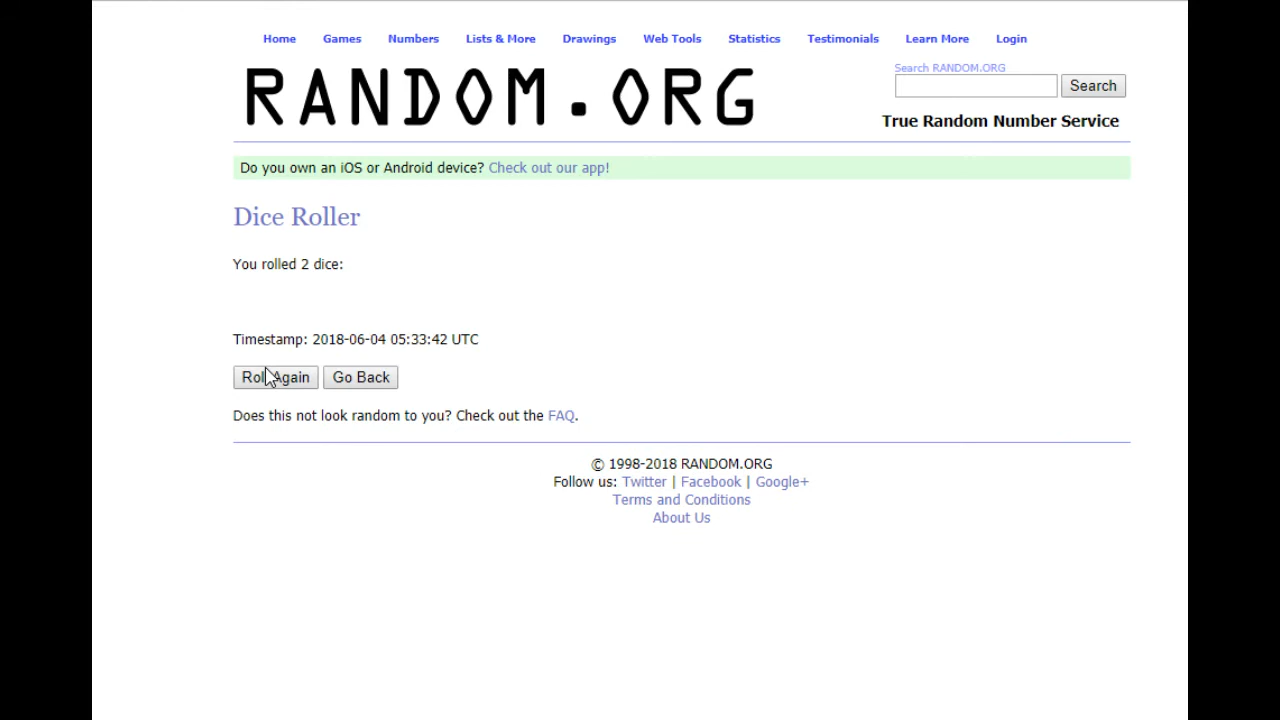 Home Games Numbers Lists & More Drawings Web Tools Statistics Testimonials Learn More Login
RANDOM.ORG
Search RANDOM.ORG
Search
True Random Number Service
Do you own an iOS or Android device? Check out our app!
Dice Roller
You rolled 2 dice:
Timestamp: 2018-06-04 05:33:42 UTC
Roll Again Go Back
Does this not look random to you? Check out the FAQ.
© 1998-2018 RANDOM.ORG
Follow us: Twitter | Facebook | Google+
Terms and Conditions
About Us